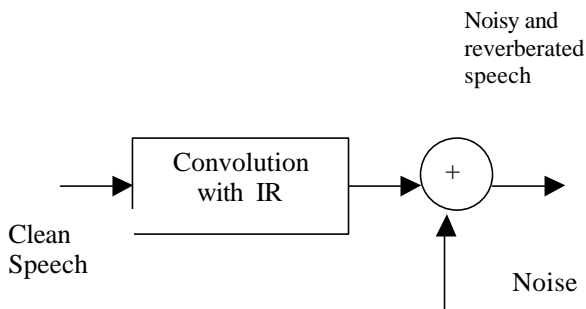 Noisy and
reverberated
speech
Convolution
with IR
+
Clean
Speech
Noise